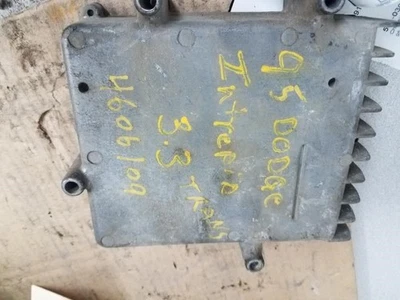 95 DODGE
INTREPID
3.3 TRANS
4606109